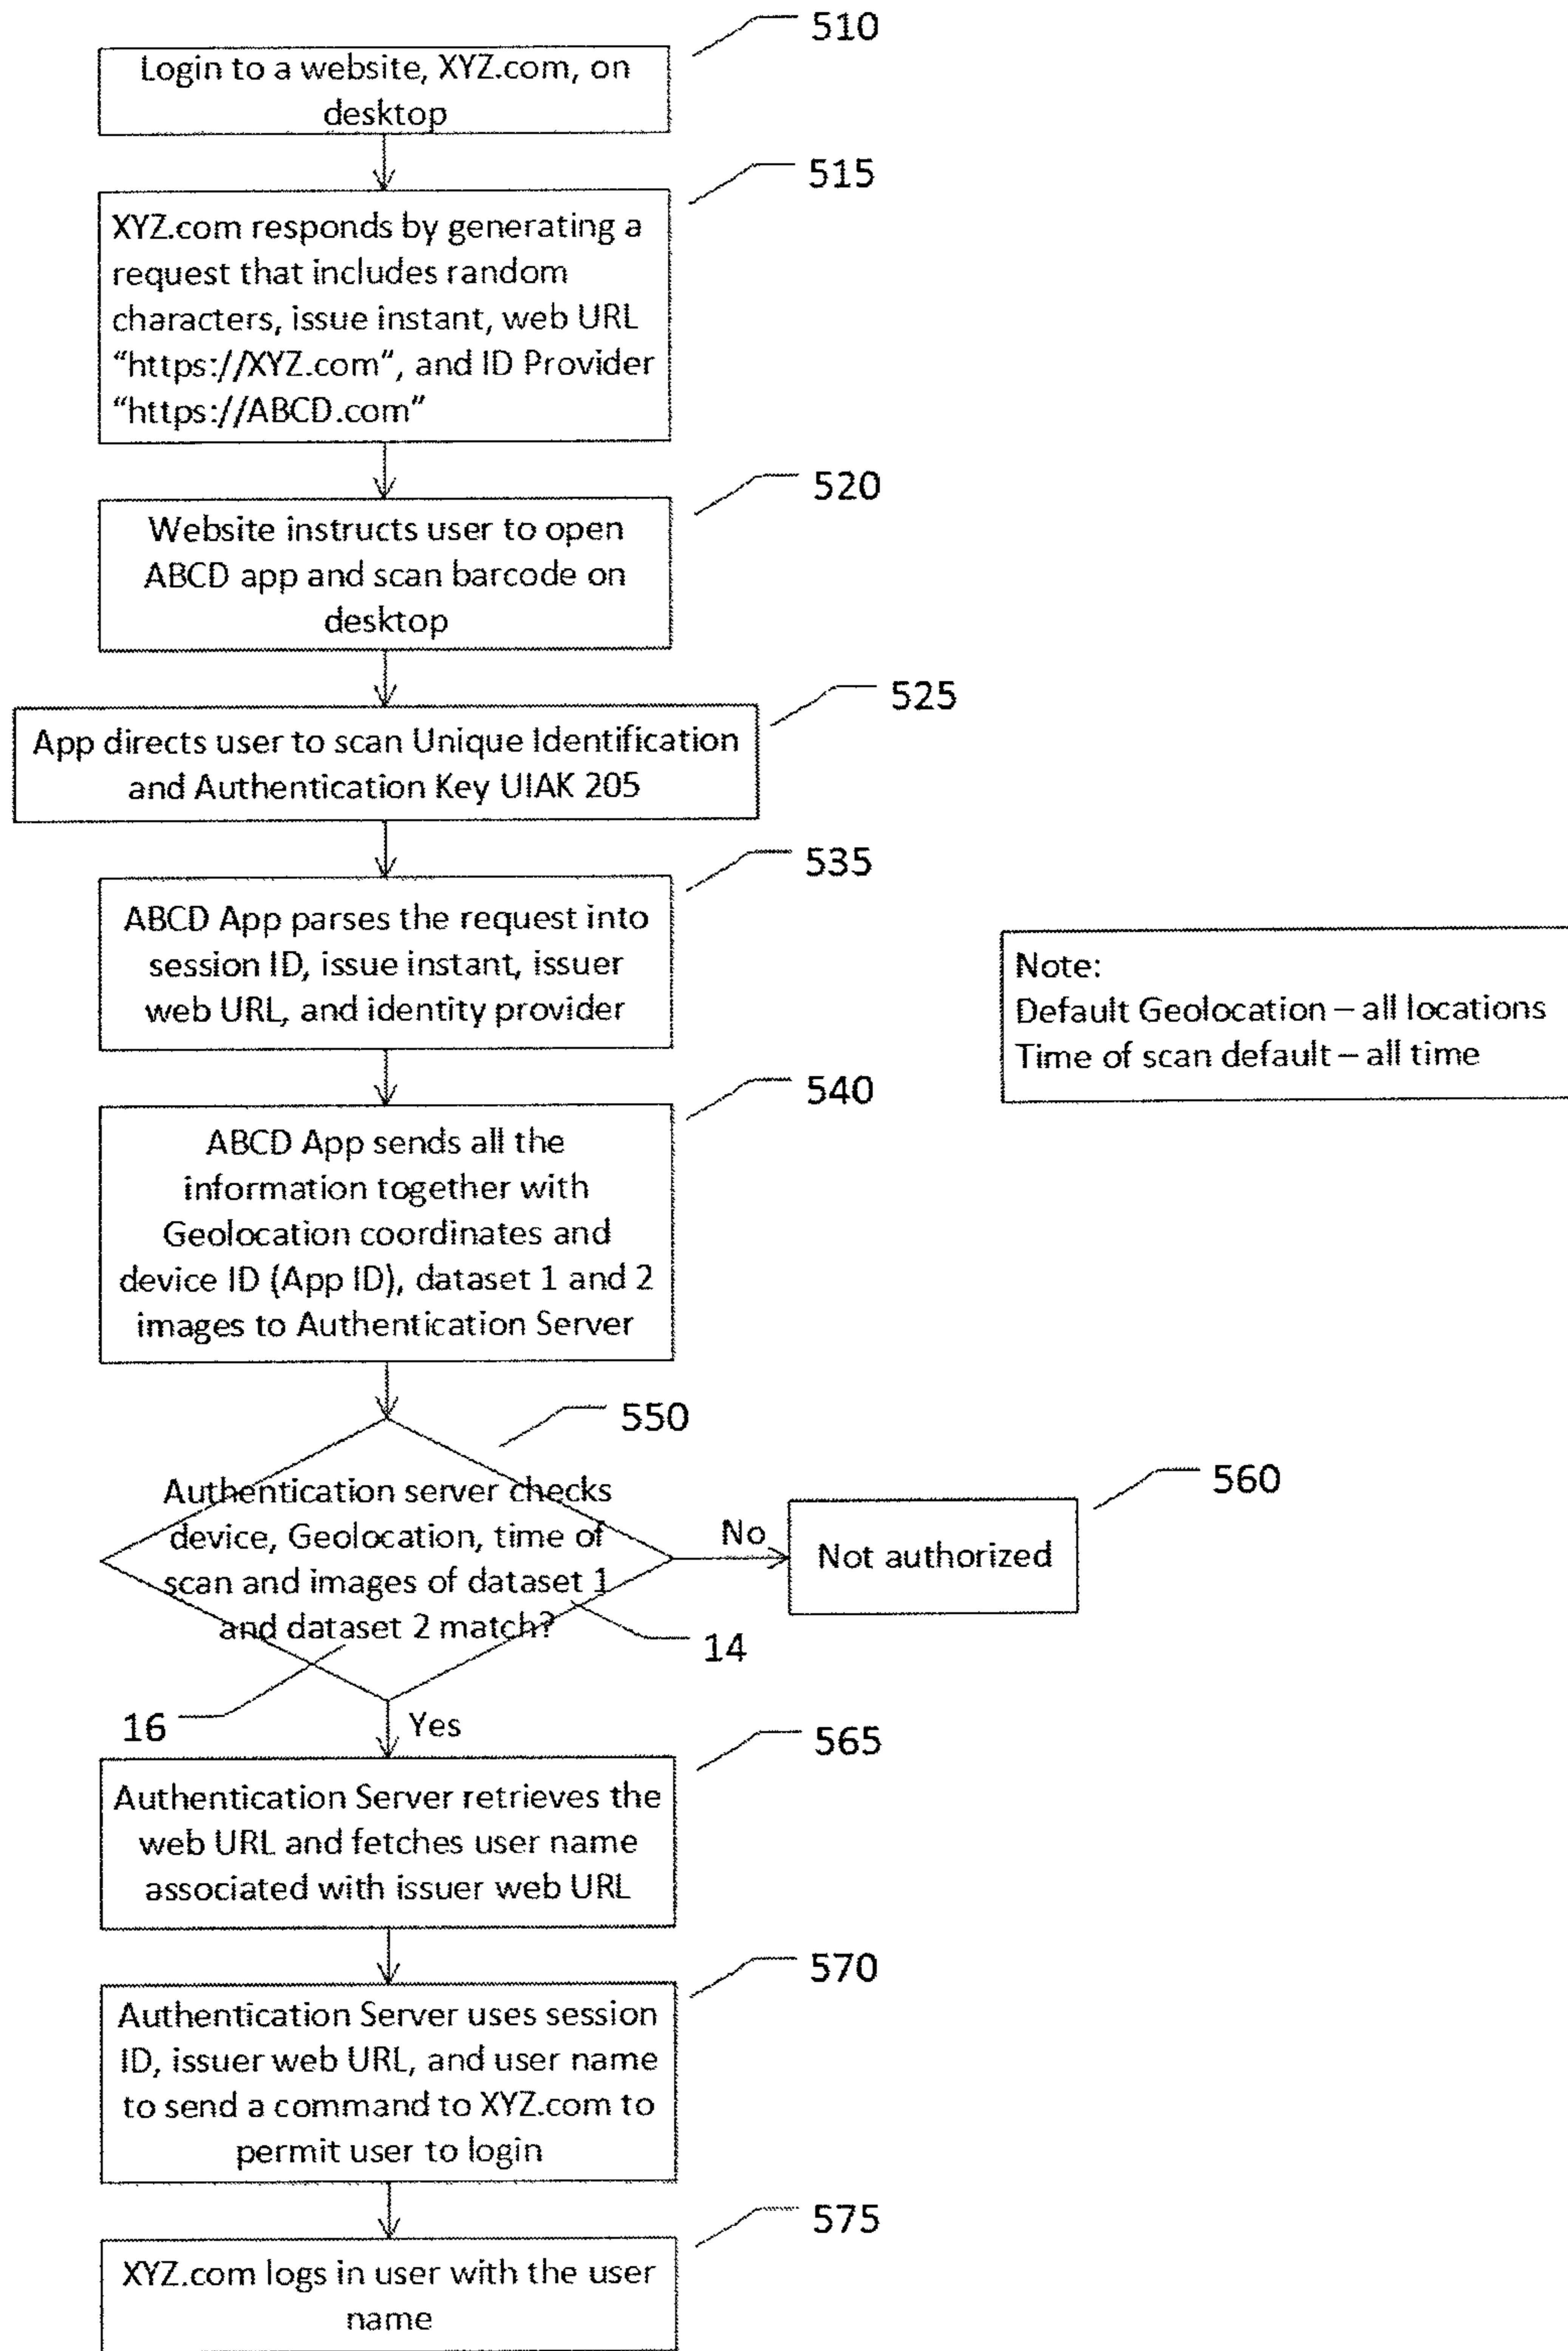 510
Login to a website, XYZ.com, on
desktop
515
XYZ.com responds by generating a
request that includes random
characters, issue instant, web URL
“https://XYZ.com”, and ID Provider
“https://ABCD.com”
520
Website instructs user to open
ABCD app and scan barcode on
desktop
525
App directs user to scan Unique Identification
and Authentication Key UIAK 205
535
ABCD App parses the request into
session ID, issue instant, issuer
web URL, and identity provider
Note:
Default Geolocation – all locations
Time of scan default – all time
540
ABCD App sends all the
information together with
Geolocation coordinates and
device ID (App ID), dataset 1 and 2
images to Authentication Server
550
Authentication server checks
device, Geolocation, time of
scan and images of dataset 1
and dataset 2 match?
No
560
Not authorized
14
16
Yes
565
Authentication Server retrieves the
web URL and fetches user name
associated with issuer web URL
570
Authentication Server uses session
ID, issuer web URL, and user name
to send a command to XYZ.com to
permit user to login
575
XYZ.com logs in user with the user
name